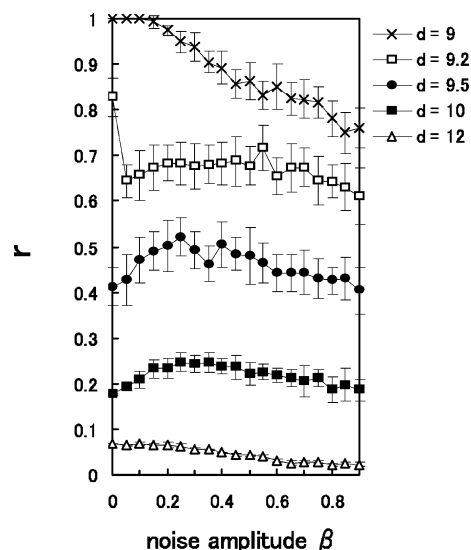 1
0.9
0.8
0.7
0.6
0.5
0.4
0.3
0.2
0.1
0
r
0 0.2 0.4 0.6 0.8
noise amplitude β
d = 9
d = 9.2
d = 9.5
d = 10
d = 12